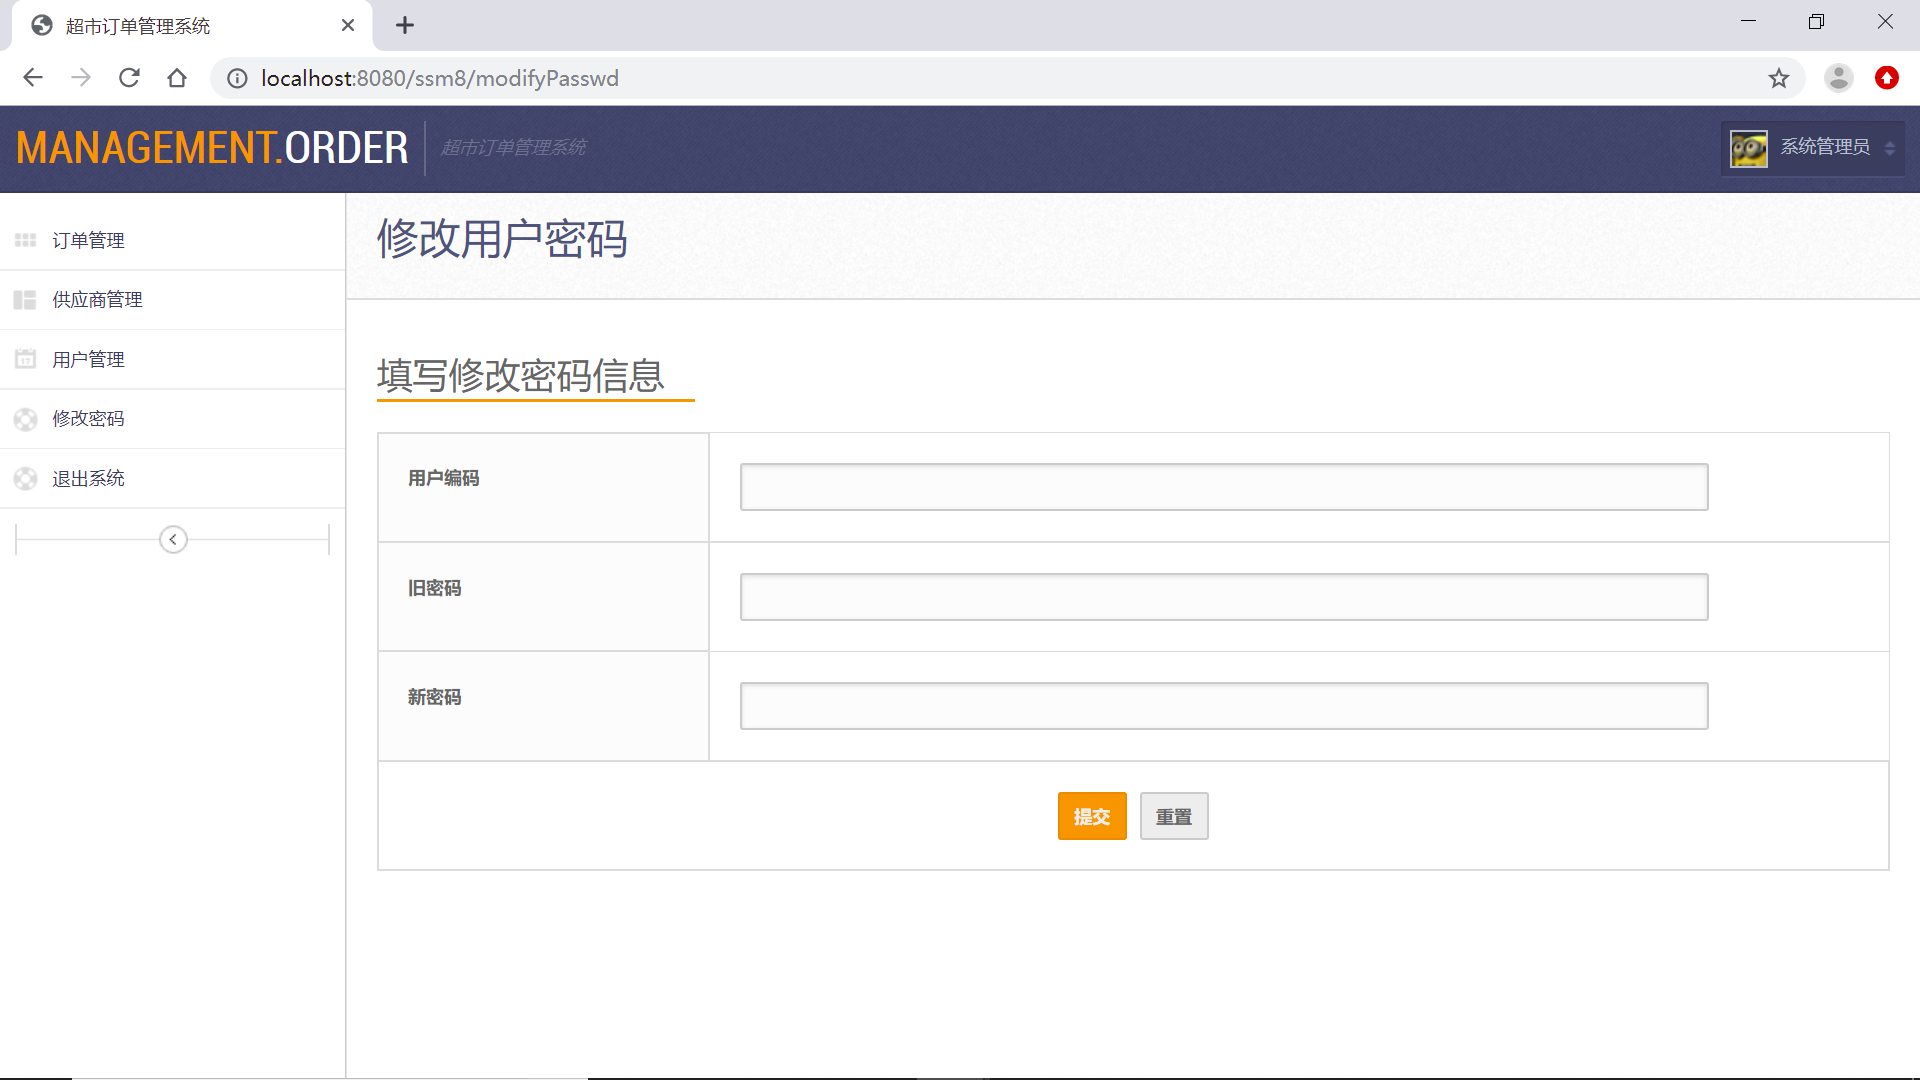 超市订单管理系统
localhost:8080/ssm8/modifyPasswd
MANAGEMENT.ORDER
超市订单管理系统
系统管理员
订单管理
供应商管理
17
用户管理
修改密码
退出系统
修改用户密码
填写修改密码信息
用户编码
旧密码
新密码
提交
重置